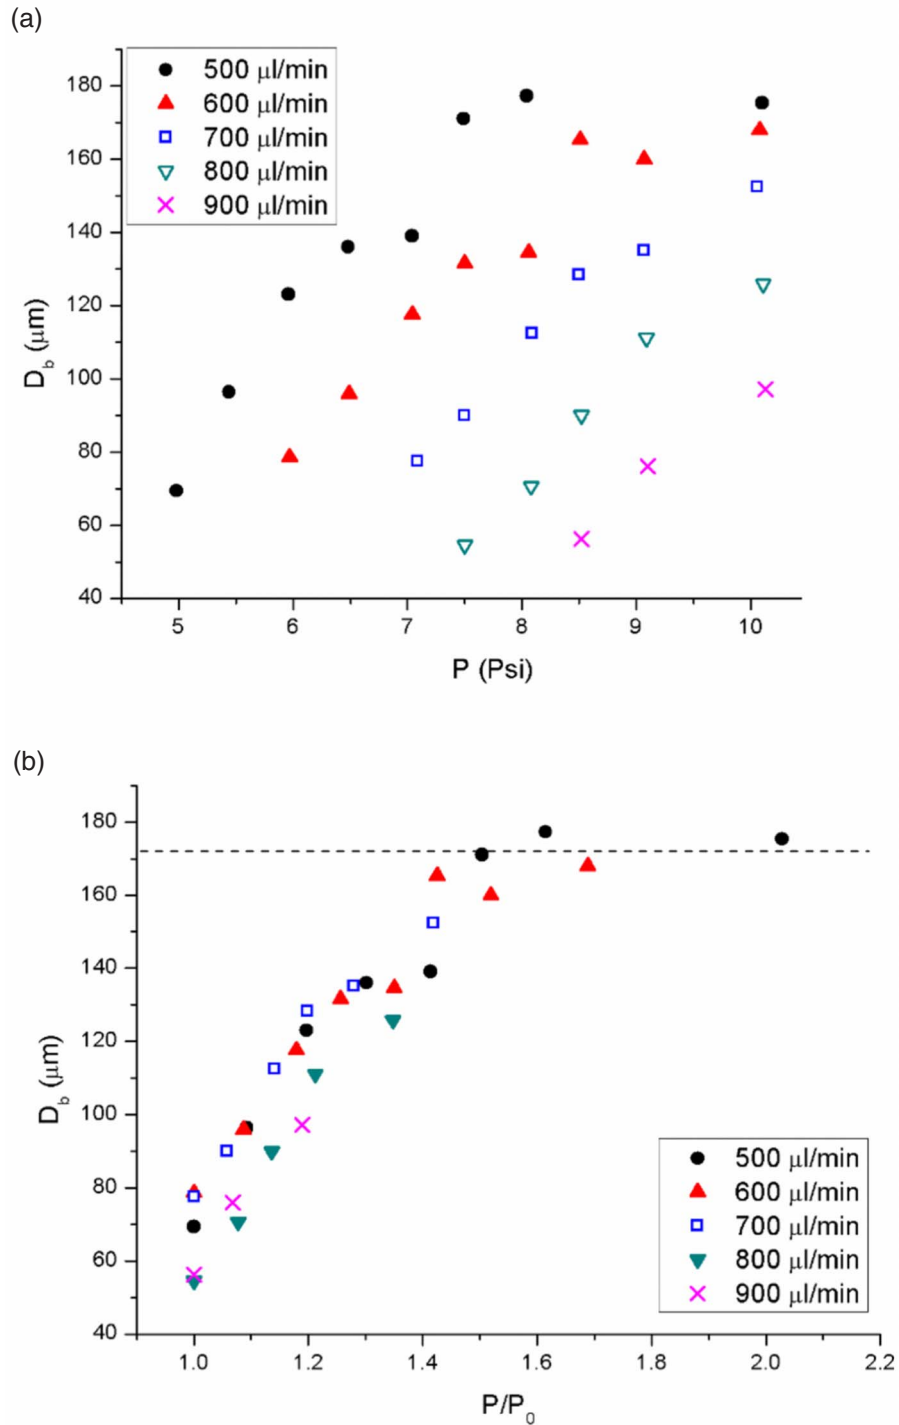 (a)
500 μl/min
600 μl/min
700 μl/min
800 μl/min
900 μl/min
180
160
140
120
100
80
60
40
D_b (μm)
5 6 7 8 9 10
P (Psi)
(b)
180
160
140
120
100
80
60
40
D_b (μm)
500 μl/min
600 μl/min
700 μl/min
800 μl/min
900 μl/min
1.0 1.2 1.4 1.6 1.8 2.0 2.2
P/P_0